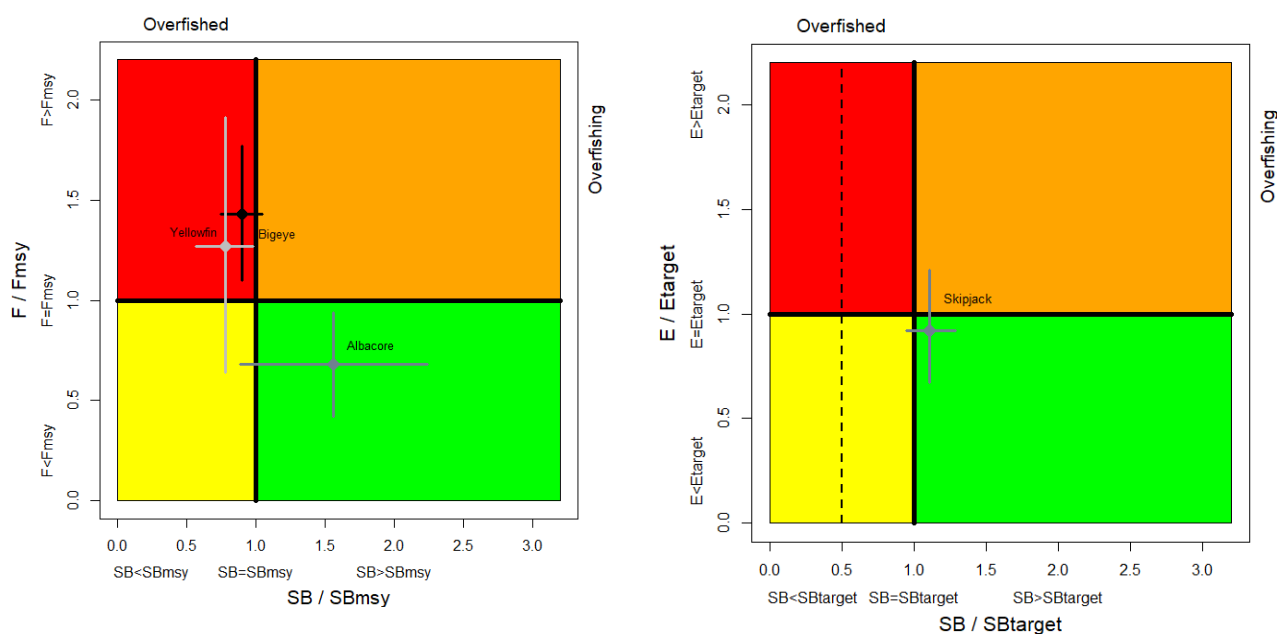 Overfished
Overfishing
F / Fmsy
F>Fmsy
F=Fmsy
F<Fmsy
2.0
1.5
1.0
0.5
0.0
Yellowfin
Bigeye
Albacore
0.0 0.5 1.0 1.5 2.0 2.5 3.0
SB<SBmsy SB=SBmsy SB>SBmsy
SB / SBmsy
Overfished
Overfishing
E / Etarget
E>Etarget
E=Etarget
E<Etarget
2.0
1.5
1.0
0.5
0.0
Skipjack
0.0 0.5 1.0 1.5 2.0 2.5 3.0
SB<SBtarget SB=SBtarget SB>SBtarget
SB / SBtarget